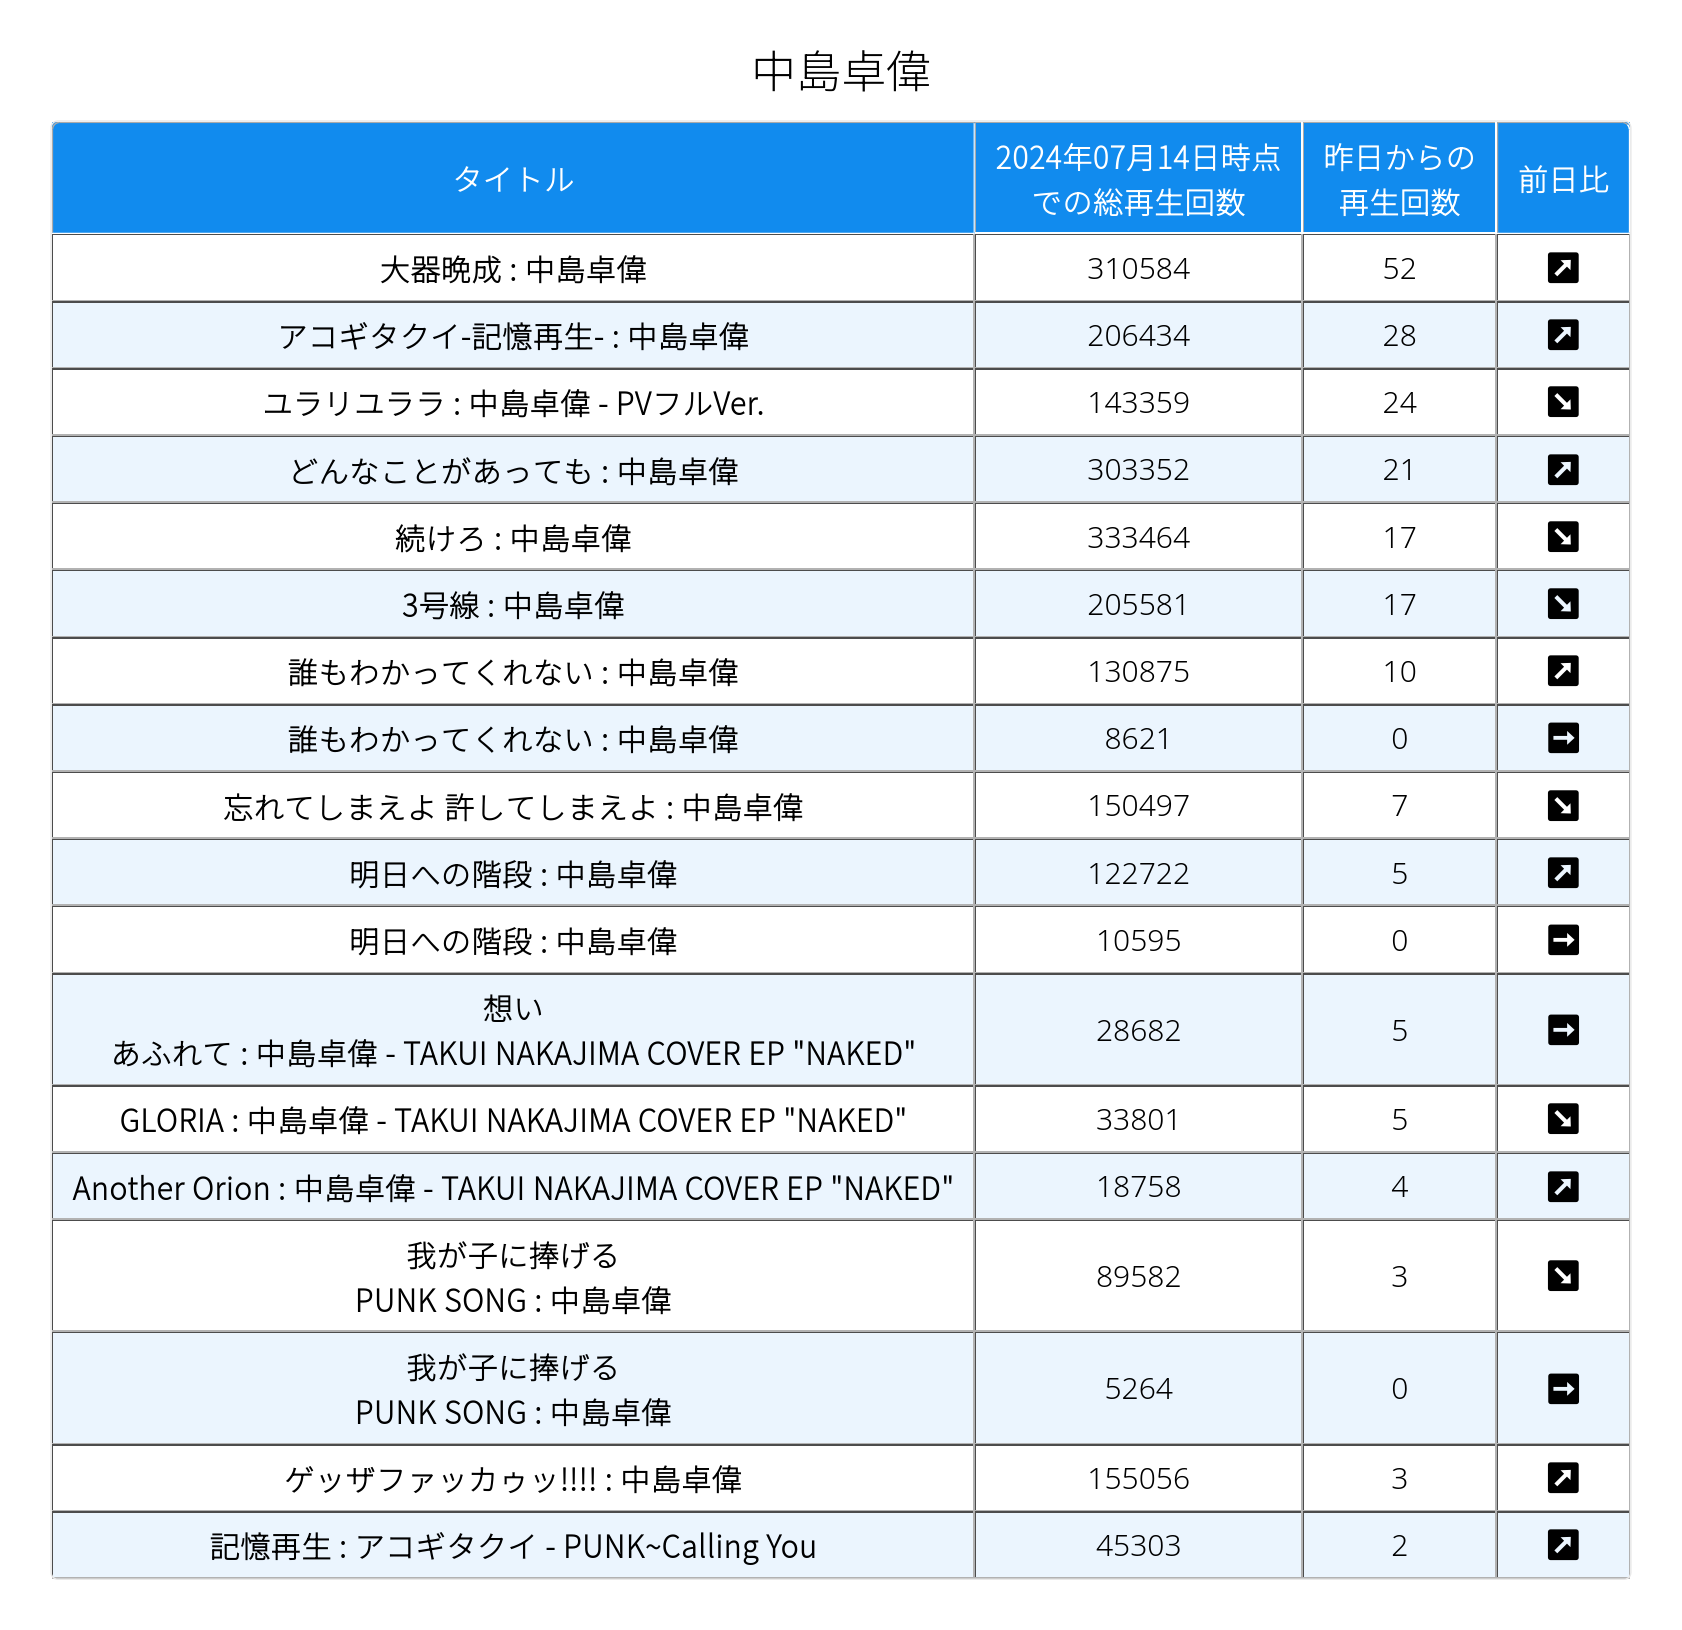 中島卓偉
タイトル
2024年07月14日時点
での総再生回数
昨日からの
再生回数
前日比
大器晩成 : 中島卓偉 310584 52
アコギタクイ-記憶再生- : 中島卓偉 206434 28
ユラリユララ : 中島卓偉 - PVフルVer. 143359 24
どんなことがあっても : 中島卓偉 303352 21
続けろ : 中島卓偉 333464 17
3号線 : 中島卓偉 205581 17
誰もわかってくれない : 中島卓偉 130875 10
誰もわかってくれない : 中島卓偉 8621 0
忘れてしまえよ 許してしまえよ : 中島卓偉 150497 7
明日への階段 : 中島卓偉 122722 5
明日への階段 : 中島卓偉 10595 0
想い
あふれて : 中島卓偉 - TAKUI NAKAJIMA COVER EP "NAKED" 28682 5
GLORIA : 中島卓偉 - TAKUI NAKAJIMA COVER EP "NAKED" 33801 5
Another Orion : 中島卓偉 - TAKUI NAKAJIMA COVER EP "NAKED" 18758 4
我が子に捧げる
PUNK SONG : 中島卓偉 89582 3
我が子に捧げる
PUNK SONG : 中島卓偉 5264 0
ゲッザファッカゥッ!!!! : 中島卓偉 155056 3
記憶再生 : アコギタクイ - PUNK~Calling You 45303 2